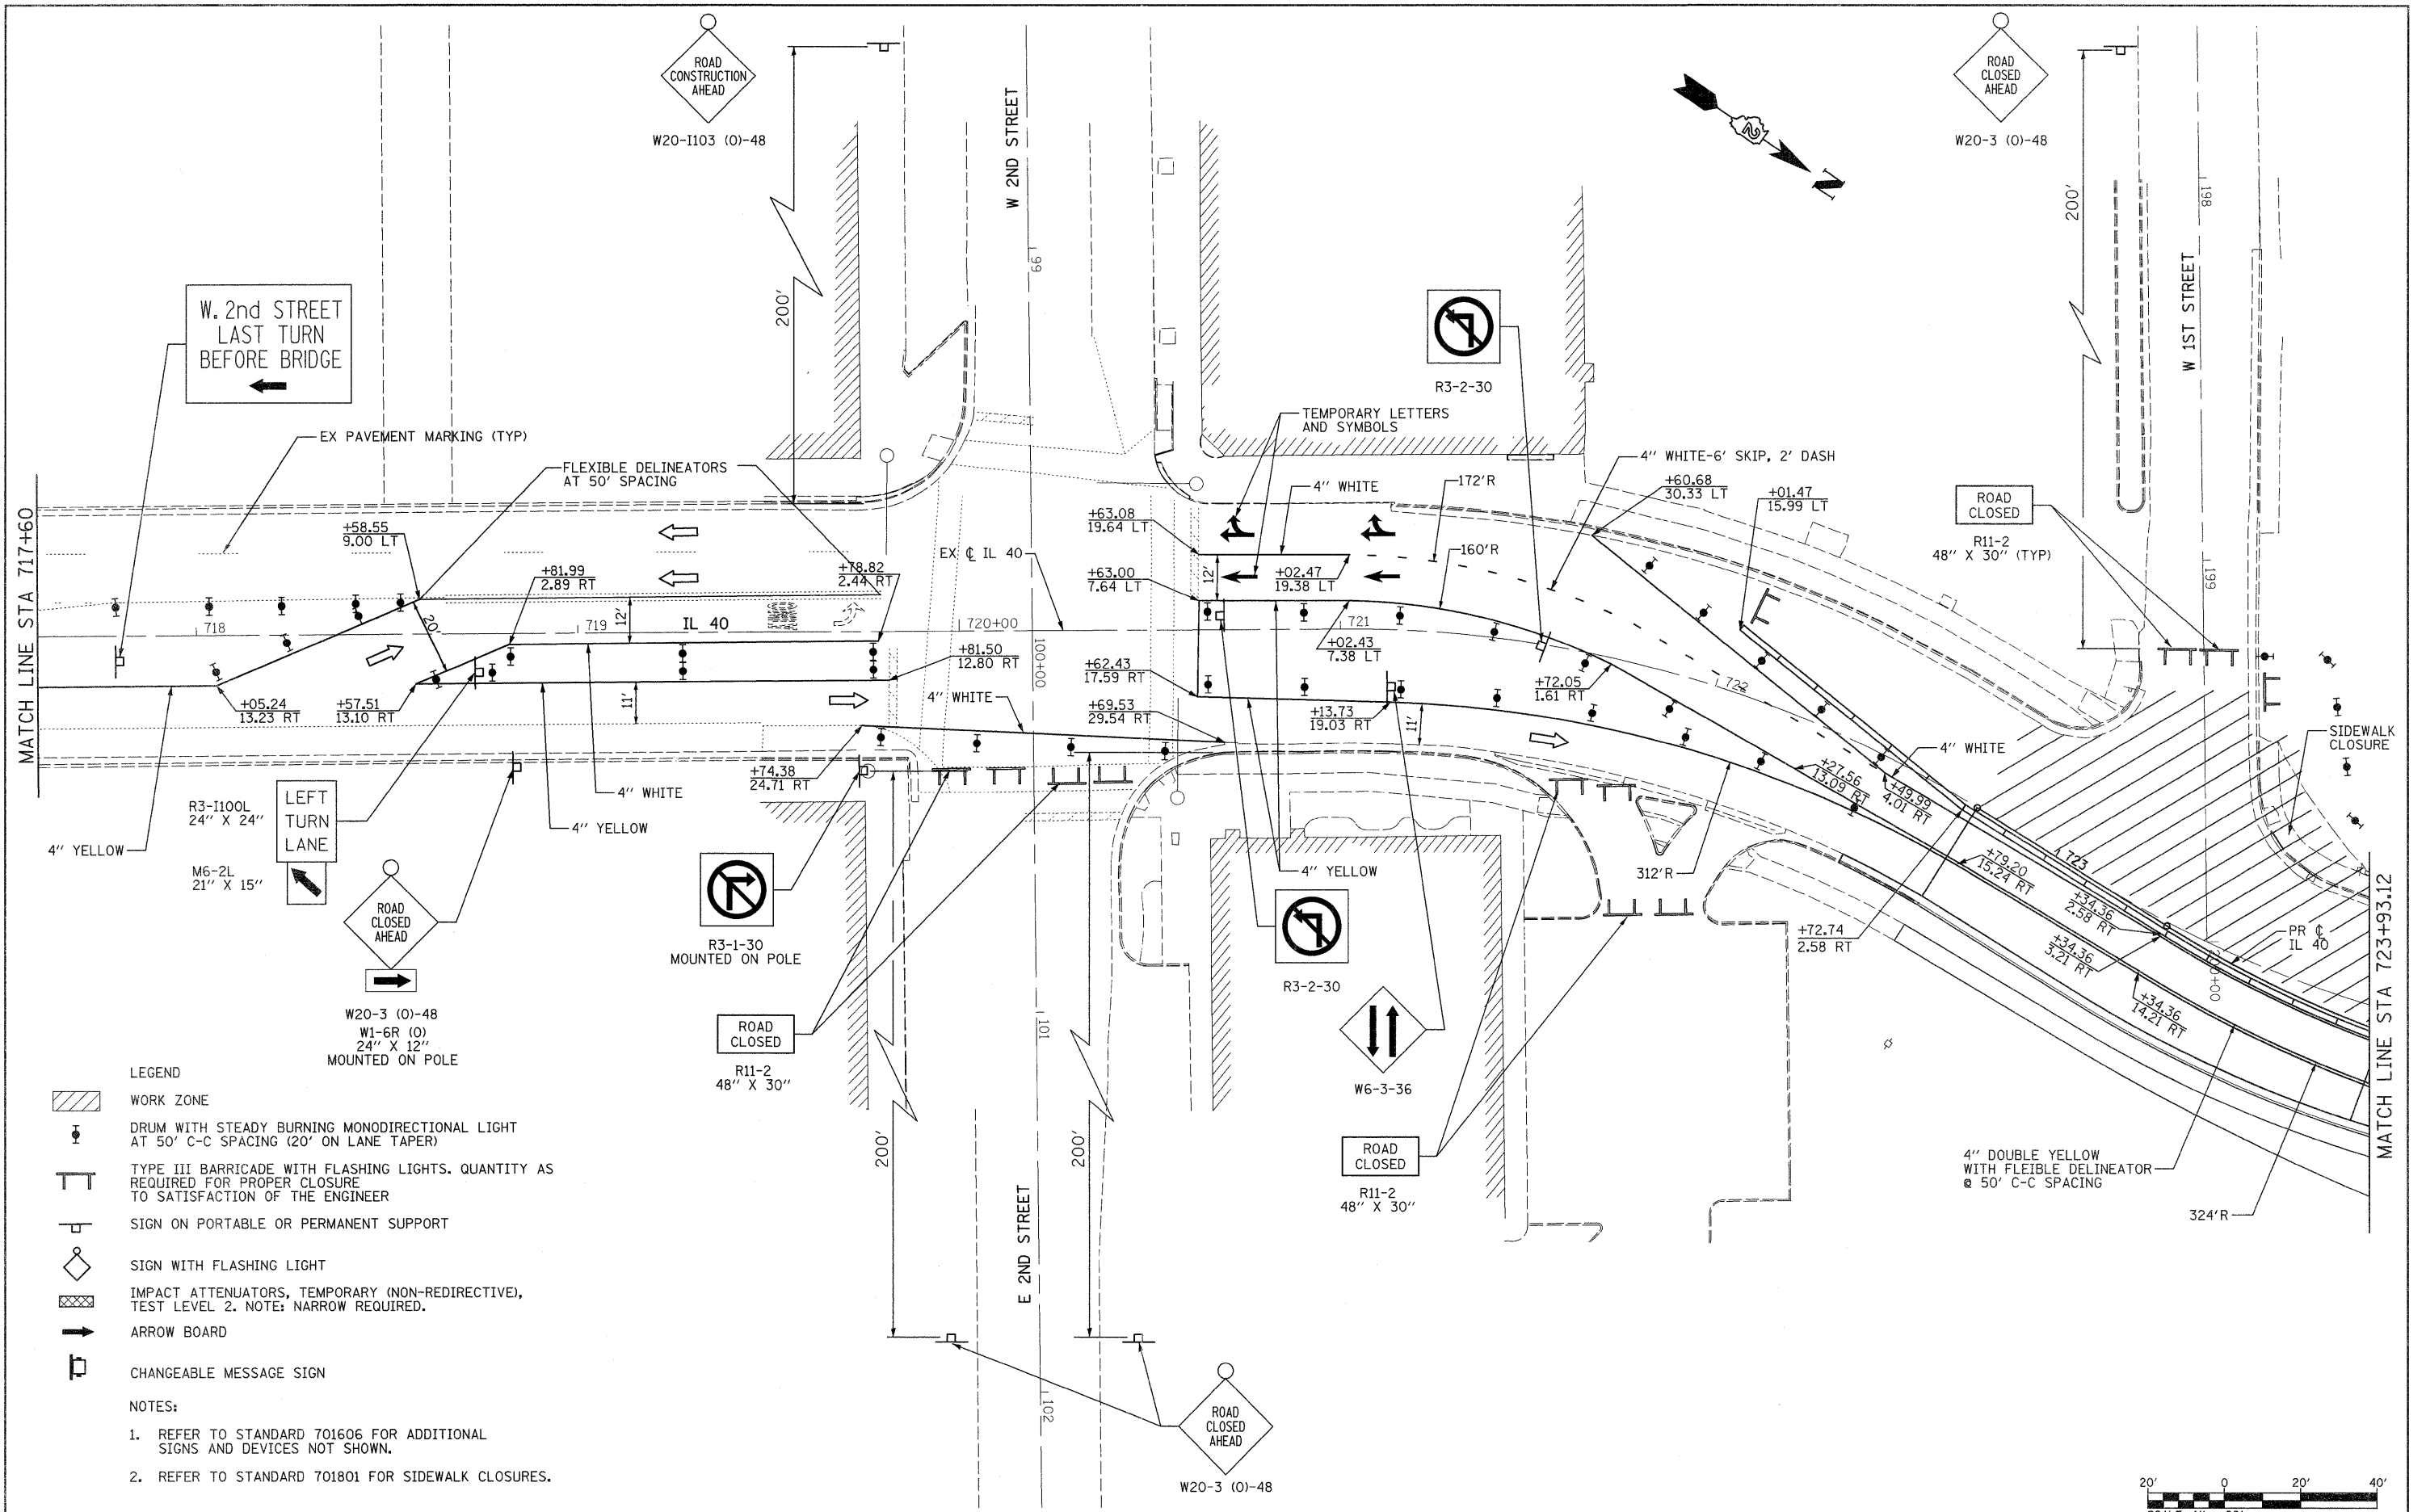 ROAD
CONSTRUCTION
AHEAD
W20-I103 (O)-48
ROAD
CLOSED
AHEAD
W20-3 (O)-48
200'
200'
W 2ND STREET
99
W 1ST STREET
198
199
N
W. 2nd STREET
LAST TURN
BEFORE BRIDGE
EX PAVEMENT MARKING (TYP)
FLEXIBLE DELINEATORS
AT 50' SPACING
R3-2-30
TEMPORARY LETTERS
AND SYMBOLS
4" WHITE
172'R
4" WHITE-6' SKIP, 2' DASH
+60.68
30.33 LT
+01.47
15.99 LT
ROAD
CLOSED
R11-2
48" X 30" (TYP)
MATCH LINE STA 717+60
+58.55
9.00 LT
+81.99
2.89 RT
+78.82
2.44 RT
EX ℄ IL 40
+63.08
19.64 LT
+63.00
7.64 LT
12'
+02.47
19.38 LT
160'R
718
20'
719
12'
IL 40
720+00
100+00
721
+02.43
7.38 LT
722
+05.24
13.23 RT
+57.51
13.10 RT
11'
+81.50
12.80 RT
4" WHITE
+62.43
17.59 RT
+69.53
29.54 RT
+13.73
19.03 RT
11'
+72.05
1.61 RT
4" WHITE
SIDEWALK
CLOSURE
+74.38
24.71 RT
4" WHITE
4" YELLOW
4" YELLOW
R3-I100L
24" X 24"
LEFT
TURN
LANE
M6-2L
21" X 15"
+27.56
13.09 RT
+49.99
4.01 RT
4" YELLOW
312'R
723
+79.20
15.24 RT
+34.36
2.58 RT
+72.74
2.58 RT
+34.36
3.21 RT
PR ℄
IL 40
+34.36
14.21 RT
MATCH LINE STA 723+93.12
ROAD
CLOSED
AHEAD
W20-3 (O)-48
W1-6R (O)
24" X 12"
MOUNTED ON POLE
R3-1-30
MOUNTED ON POLE
ROAD
CLOSED
R11-2
48" X 30"
R3-2-30
W6-3-36
101
200'
200'
E 2ND STREET
102
ROAD
CLOSED
R11-2
48" X 30"
4" DOUBLE YELLOW
WITH FLEIBLE DELINEATOR
@ 50' C-C SPACING
324'R
ROAD
CLOSED
AHEAD
W20-3 (O)-48
LEGEND
WORK ZONE
DRUM WITH STEADY BURNING MONODIRECTIONAL LIGHT
AT 50' C-C SPACING (20' ON LANE TAPER)
TYPE III BARRICADE WITH FLASHING LIGHTS. QUANTITY AS
REQUIRED FOR PROPER CLOSURE
TO SATISFACTION OF THE ENGINEER
SIGN ON PORTABLE OR PERMANENT SUPPORT
SIGN WITH FLASHING LIGHT
IMPACT ATTENUATORS, TEMPORARY (NON-REDIRECTIVE),
TEST LEVEL 2. NOTE: NARROW REQUIRED.
ARROW BOARD
CHANGEABLE MESSAGE SIGN
NOTES:
1. REFER TO STANDARD 701606 FOR ADDITIONAL
SIGNS AND DEVICES NOT SHOWN.
2. REFER TO STANDARD 701801 FOR SIDEWALK CLOSURES.
20' 0 20' 40'